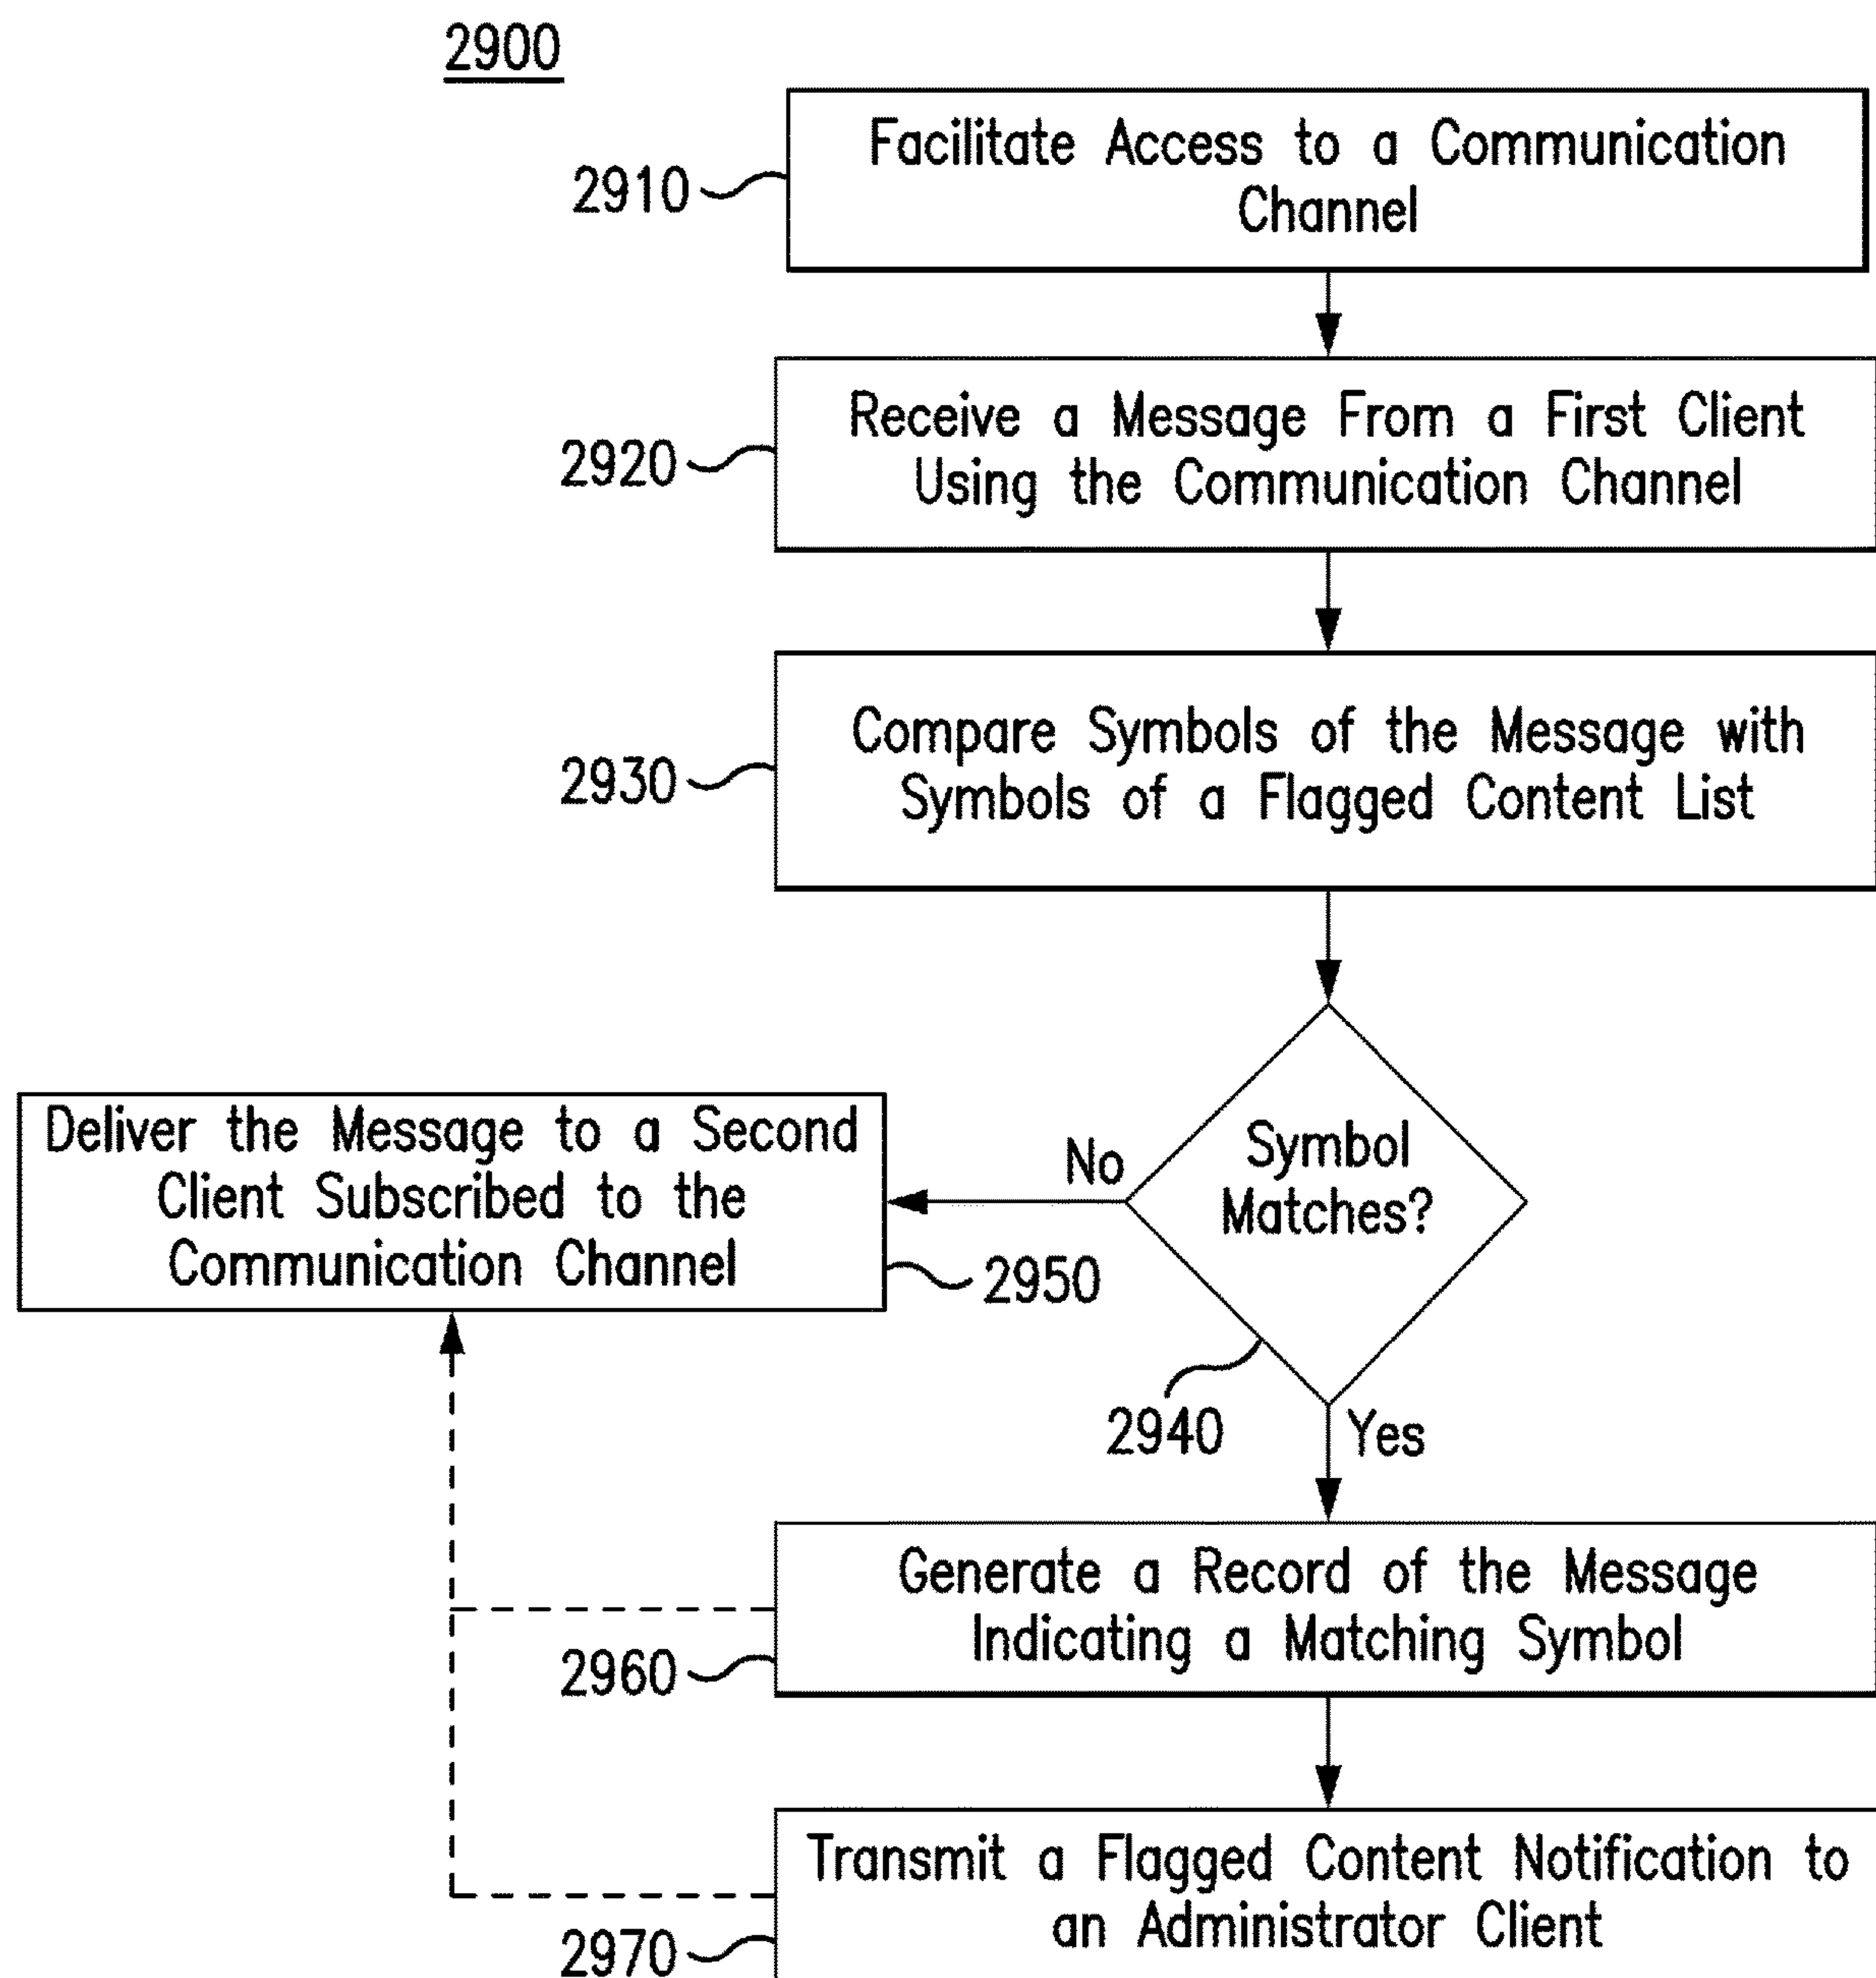 2900
Facilitate Access to a Communication
Channel
2910
Receive a Message From a First Client
Using the Communication Channel
2920
Compare Symbols of the Message with
Symbols of a Flagged Content List
2930
Symbol
Matches?
2940
No
Deliver the Message to a Second
Client Subscribed to the
Communication Channel
2950
Yes
Generate a Record of the Message
Indicating a Matching Symbol
2960
Transmit a Flagged Content Notification to
an Administrator Client
2970